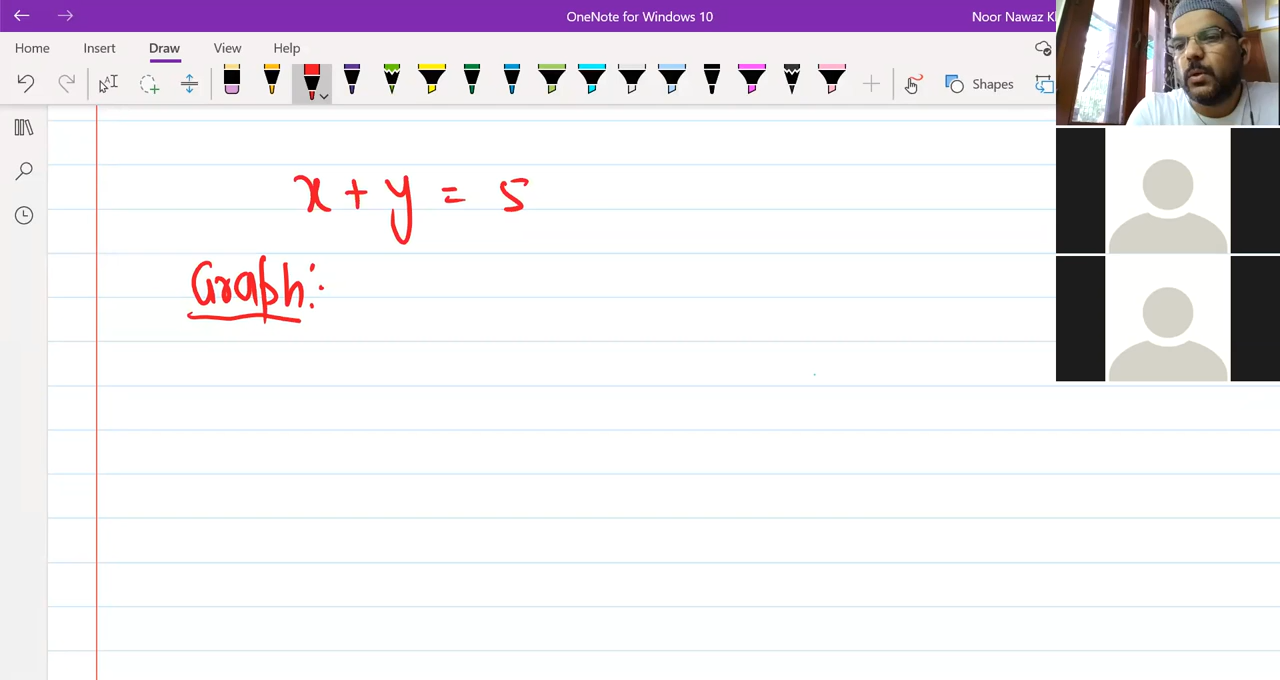 OneNote for Windows 10
Noor Nawaz
Home Insert Draw View Help
Shapes
x + y = 5
Graph: